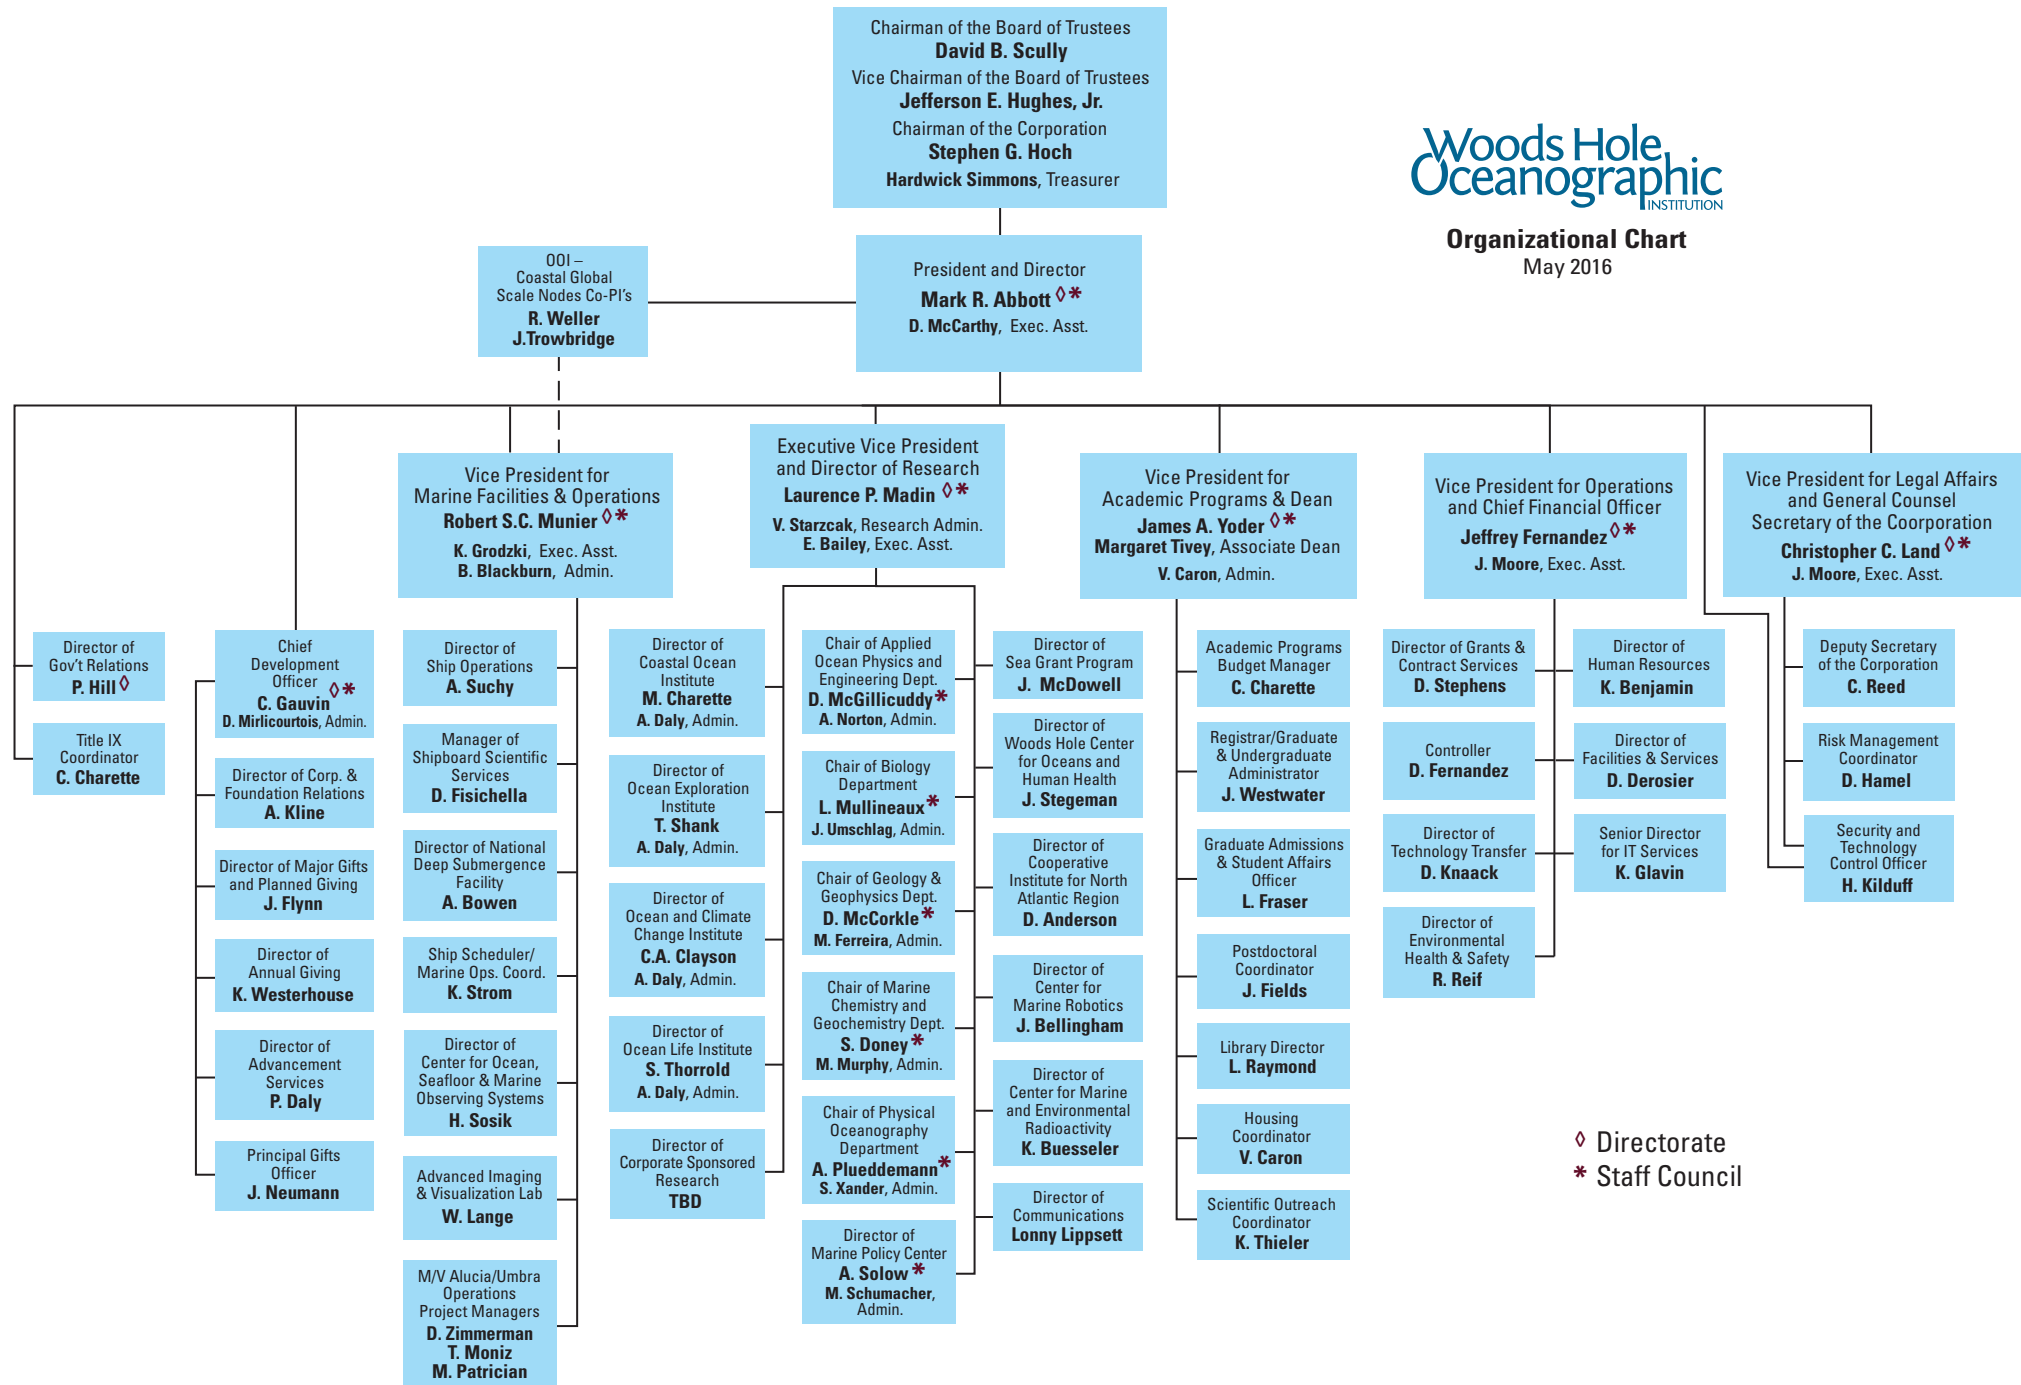 Chairman of the Board of Trustees
David B. Scully
Vice Chairman of the Board of Trustees
Jefferson E. Hughes, Jr.
Chairman of the Corporation
Stephen G. Hoch
Hardwick Simmons, Treasurer
Woods Hole
Oceanographic
INSTITUTION
Organizational Chart
May 2016
OOI –
Coastal Global
Scale Nodes Co-PI's
R. Weller
J.Trowbridge
President and Director
Mark R. Abbott ◊ *
D. McCarthy, Exec. Asst.
Vice President for
Marine Facilities & Operations
Robert S.C. Munier ◊ *
K. Grodzki, Exec. Asst.
B. Blackburn, Admin.
Executive Vice President
and Director of Research
Laurence P. Madin ◊ *
V. Starzcak, Research Admin.
E. Bailey, Exec. Asst.
Vice President for
Academic Programs & Dean
James A. Yoder ◊ *
Margaret Tivey, Associate Dean
V. Caron, Admin.
Vice President for Operations
and Chief Financial Officer
Jeffrey Fernandez ◊ *
J. Moore, Exec. Asst.
Vice President for Legal Affairs
and General Counsel
Secretary of the Coorporation
Christopher C. Land ◊ *
J. Moore, Exec. Asst.
Director of
Gov't Relations
P. Hill ◊
Title IX
Coordinator
C. Charette
Chief
Development
Officer
C. Gauvin ◊ *
D. Mirlicourtois, Admin.
Director of Corp. &
Foundation Relations
A. Kline
Director of Major Gifts
and Planned Giving
J. Flynn
Director of
Annual Giving
K. Westerhouse
Director of
Advancement
Services
P. Daly
Principal Gifts
Officer
J. Neumann
Director of
Ship Operations
A. Suchy
Manager of
Shipboard Scientific
Services
D. Fisichella
Director of National
Deep Submergence
Facility
A. Bowen
Ship Scheduler/
Marine Ops. Coord.
K. Strom
Director of
Center for Ocean,
Seafloor & Marine
Observing Systems
H. Sosik
Advanced Imaging
& Visualization Lab
W. Lange
M/V Alucia/Umbra
Operations
Project Managers
D. Zimmerman
T. Moniz
M. Patrician
Director of
Coastal Ocean
Institute
M. Charette
A. Daly, Admin.
Director of
Ocean Exploration
Institute
T. Shank
A. Daly, Admin.
Director of
Ocean and Climate
Change Institute
C.A. Clayson
A. Daly, Admin.
Director of
Ocean Life Institute
S. Thorrold
A. Daly, Admin.
Director of
Corporate Sponsored
Research
TBD
Chair of Applied
Ocean Physics and
Engineering Dept.
D. McGillicuddy *
A. Norton, Admin.
Chair of Biology
Department
L. Mullineaux *
J. Umschlag, Admin.
Chair of Geology &
Geophysics Dept.
D. McCorkle *
M. Ferreira, Admin.
Chair of Marine
Chemistry and
Geochemistry Dept.
S. Doney *
M. Murphy, Admin.
Chair of Physical
Oceanography
Department
A. Plueddemann *
S. Xander, Admin.
Director of
Marine Policy Center
A. Solow *
M. Schumacher,
Admin.
Director of
Sea Grant Program
J. McDowell
Director of
Woods Hole Center
for Oceans and
Human Health
J. Stegeman
Director of
Cooperative
Institute for North
Atlantic Region
D. Anderson
Director of
Center for
Marine Robotics
J. Bellingham
Director of
Center for Marine
and Environmental
Radioactivity
K. Buesseler
Director of
Communications
Lonny Lippsett
Academic Programs
Budget Manager
C. Charette
Registrar/Graduate
& Undergraduate
Administrator
J. Westwater
Graduate Admissions
& Student Affairs
Officer
L. Fraser
Postdoctoral
Coordinator
J. Fields
Library Director
L. Raymond
Housing
Coordinator
V. Caron
Scientific Outreach
Coordinator
K. Thieler
Director of Grants &
Contract Services
D. Stephens
Controller
D. Fernandez
Director of
Technology Transfer
D. Knaack
Director of
Environmental
Health & Safety
R. Reif
Director of
Human Resources
K. Benjamin
Director of
Facilities & Services
D. Derosier
Senior Director
for IT Services
K. Glavin
Deputy Secretary
of the Corporation
C. Reed
Risk Management
Coordinator
D. Hamel
Security and
Technology
Control Officer
H. Kilduff
◊ Directorate
* Staff Council